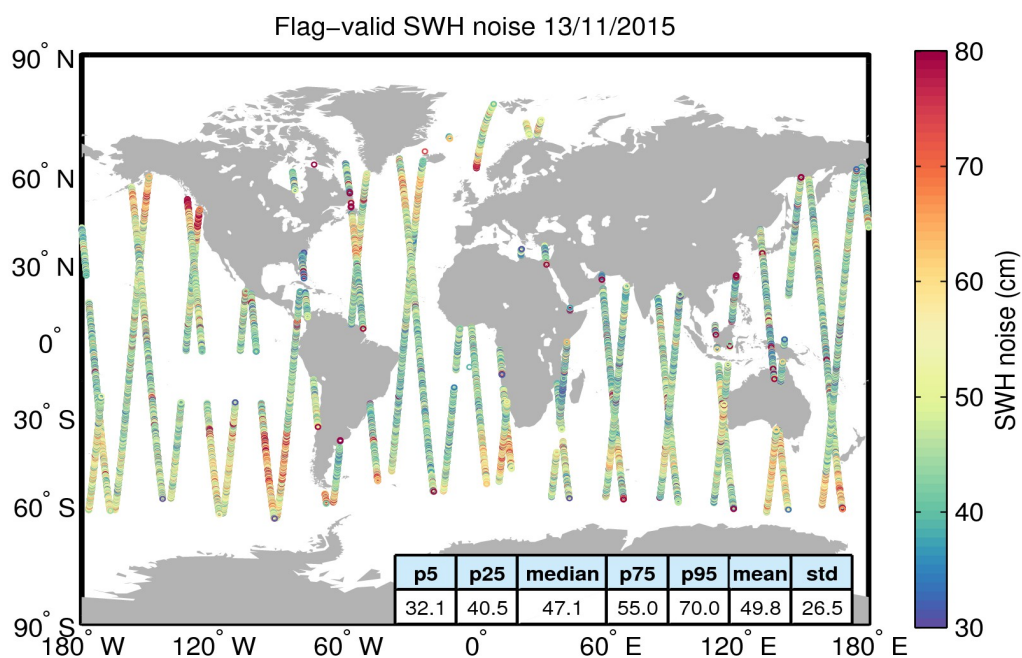 Flag−valid SWH noise 13/11/2015
90° N
60° N
30° N
0°
30° S
60° S
90° S
180° W
120° W
60° W
0°
60° E
120° E
180° E
p5 p25 median p75 p95 mean std
32.1 40.5 47.1 55.0 70.0 49.8 26.5
80
70
60
50
40
30
SWH noise (cm)